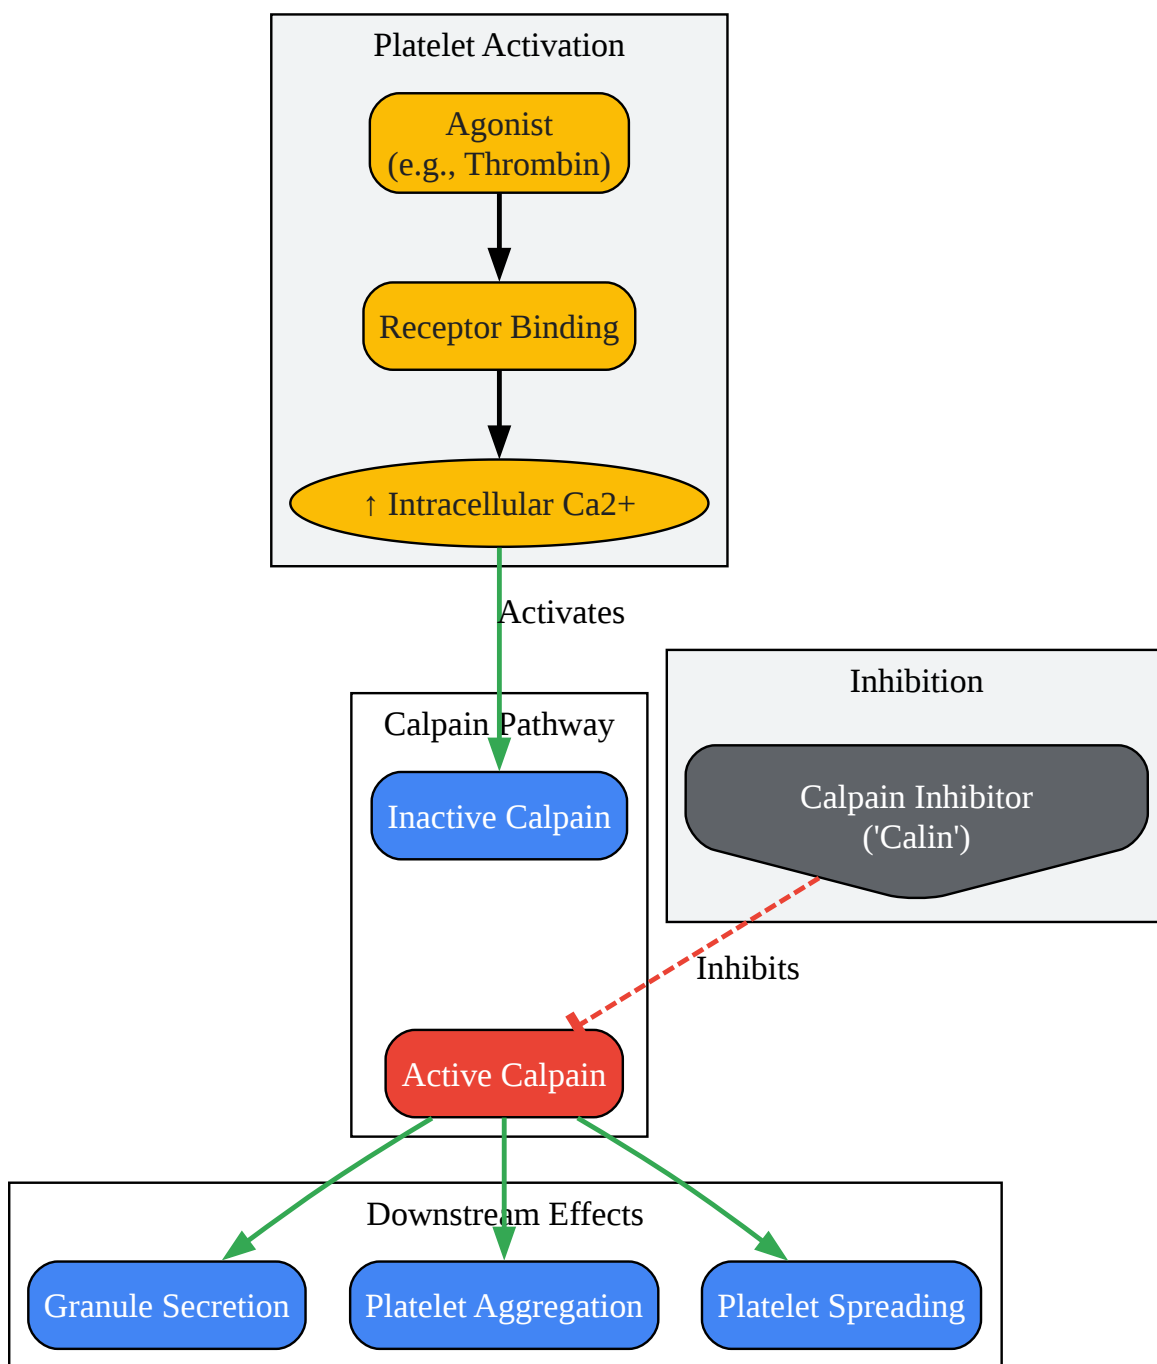 Platelet Activation
Agonist
(e.g., Thrombin)
Receptor Binding
↑ Intracellular Ca2+
Activates
Inhibition
Calpain Pathway
Calpain Inhibitor
('Calin')
Inactive Calpain
Inhibits
Active Calpain
Downstream Effects
Granule Secretion
Platelet Aggregation
Platelet Spreading